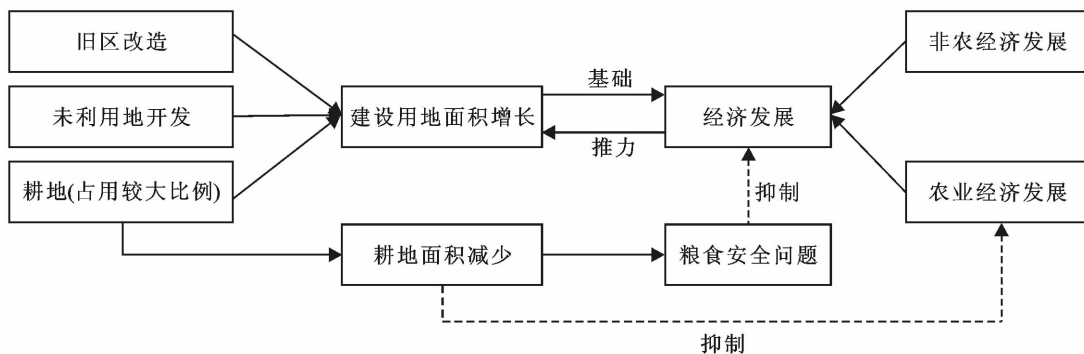 旧区改造
未利用地开发
耕地(占用较大比例)
建设用地面积增长
基础
推力
经济发展
非农经济发展
农业经济发展
抑制
耕地面积减少
粮食安全问题
抑制